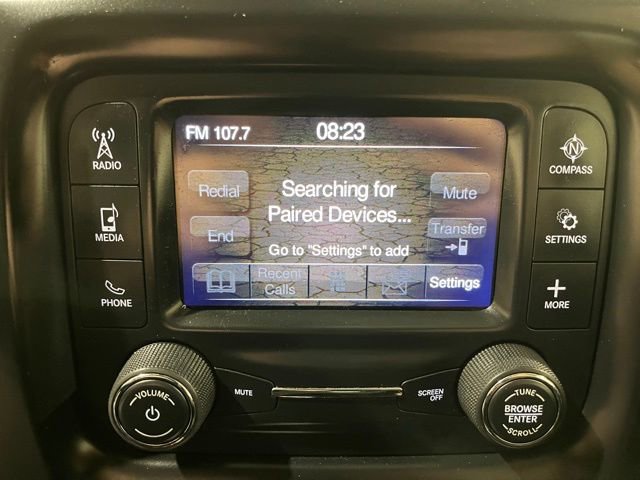 FM 107.7 08:23
RADIO
MEDIA
PHONE
Redial
End
Searching for
Paired Devices...
Go to "Settings" to add
Mute
Transfer
Recent
Calls
Settings
N
COMPASS
SETTINGS
MORE
VOLUME
MUTE
SCREEN
OFF
TUNE
BROWSE
ENTER
SCROLL